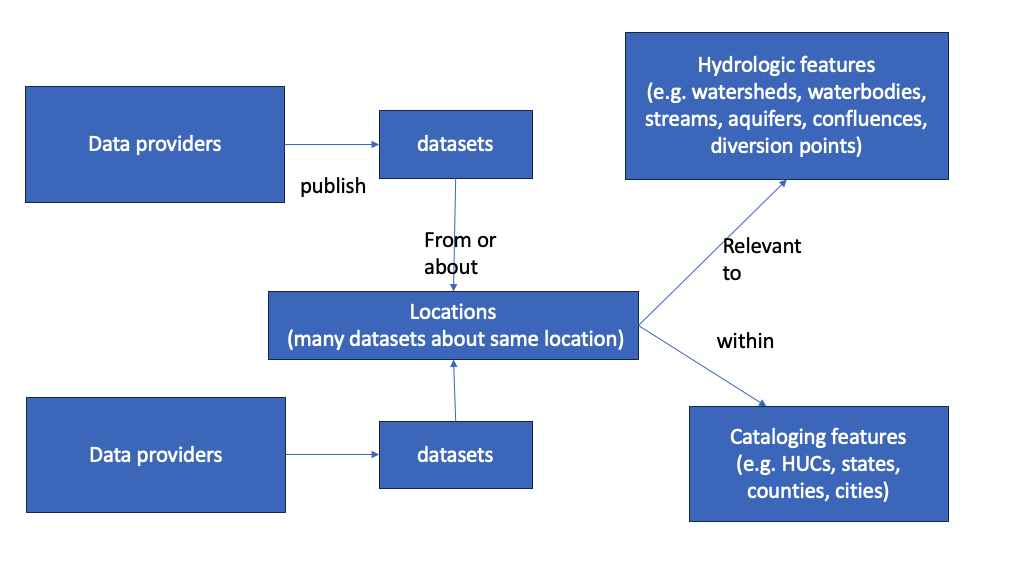 Hydrologic features
(e.g. watersheds, waterbodies,
streams, aquifers, confluences,
diversion points)
Data providers
datasets
publish
From or
about
Relevant
to
Locations
(many datasets about same location)
within
Data providers
datasets
Cataloging features
(e.g. HUCs, states,
counties, cities)